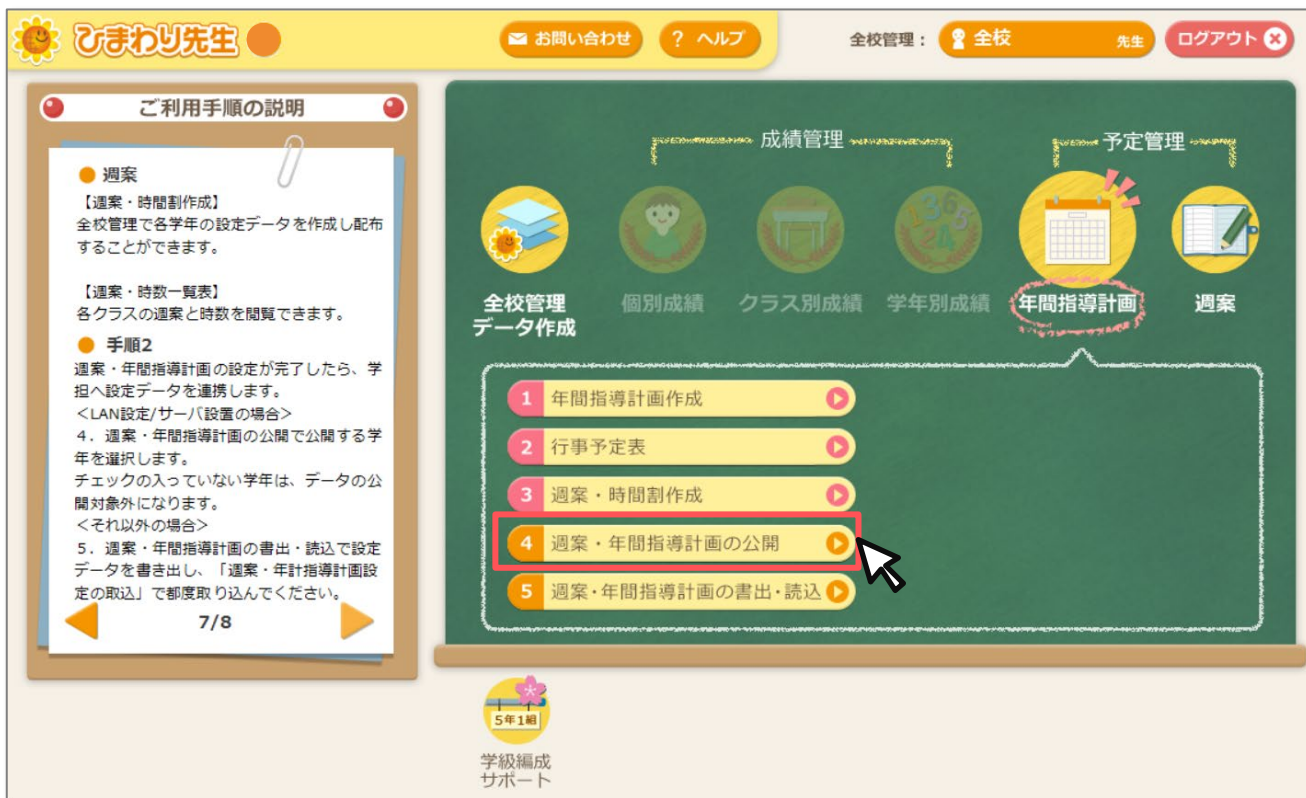 ひまわり先生
お問い合わせ
? ヘルプ
全校管理： 全校 先生
ログアウト
ご利用手順の説明
● 週案
【週案・時間割作成】
全校管理で各学年の設定データを作成し配布
することができます。
【週案・時数一覧表】
各クラスの週案と時数を閲覧できます。
● 手順2
週案・年間指導計画の設定が完了したら、学
担へ設定データを連携します。
＜LAN設定/サーバ設置の場合＞
４．週案・年間指導計画の公開で公開する学
年を選択します。
チェックの入っていない学年は、データの公
開対象外になります。
＜それ以外の場合＞
５．週案・年間指導計画の書出・読込で設定
データを書き出し、「週案・年計指導計画設
定の取込」で都度取り込んでください。
7/8
成績管理
予定管理
全校管理
データ作成
個別成績
クラス別成績
学年別成績
年間指導計画
週案
1 年間指導計画作成
2 行事予定表
3 週案・時間割作成
4 週案・年間指導計画の公開
5 週案・年間指導計画の書出・読込
5年1組
学級編成
サポート